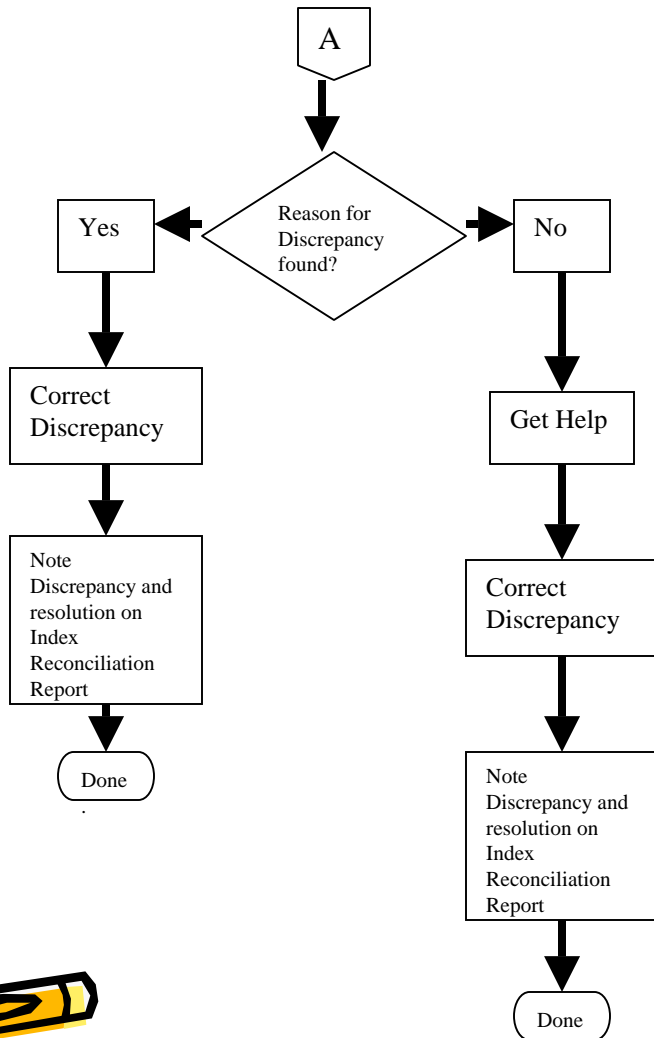 A
Reason for
Discrepancy
found?
Yes
No
Correct
Discrepancy
Get Help
Note
Discrepancy and
resolution on
Index
Reconciliation
Report
Correct
Discrepancy
Done
.
Note
Discrepancy and
resolution on
Index
Reconciliation
Report
Done